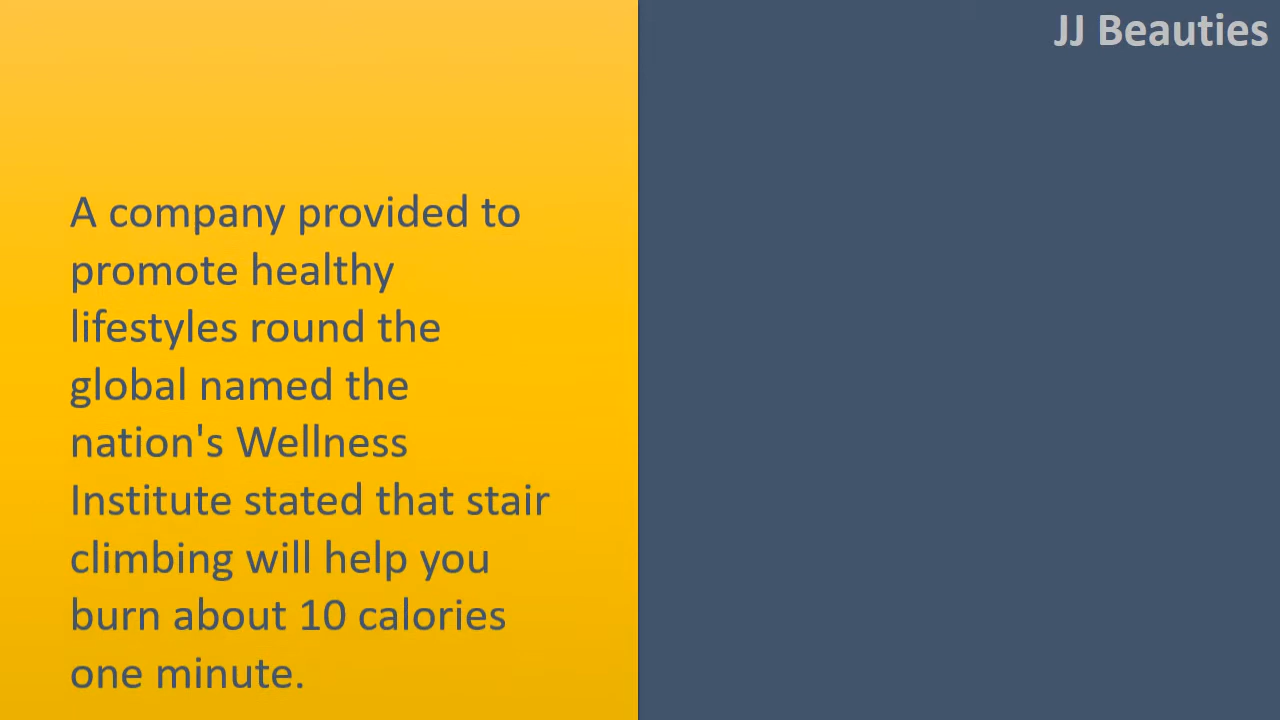 JJ Beauties
A company provided to
promote healthy
lifestyles round the
global named the
nation's Wellness
Institute stated that stair
climbing will help you
burn about 10 calories
one minute.